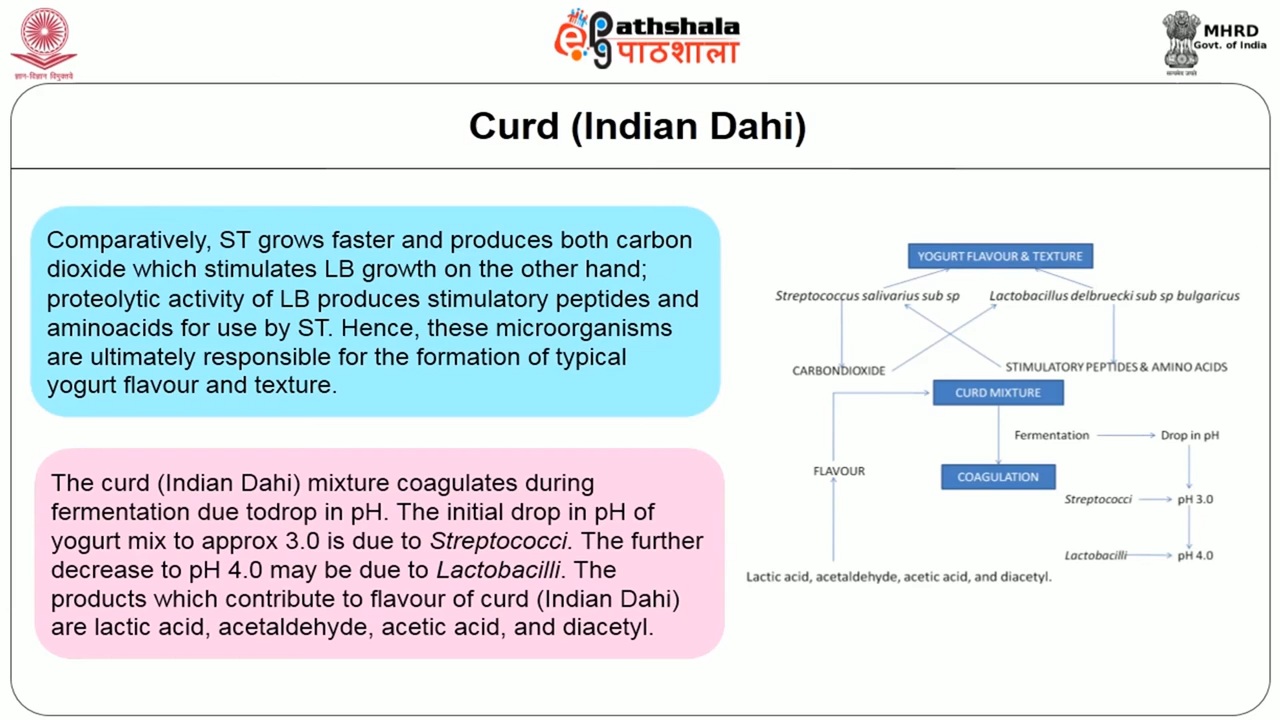 ज्ञान-विज्ञान विमुक्तये
ePathshala
पाठशाला
MHRD
Govt. of India
सत्यमेव जयते
Curd (Indian Dahi)
Comparatively, ST grows faster and produces both carbon
dioxide which stimulates LB growth on the other hand;
proteolytic activity of LB produces stimulatory peptides and
aminoacids for use by ST. Hence, these microorganisms
are ultimately responsible for the formation of typical
yogurt flavour and texture.
The curd (Indian Dahi) mixture coagulates during
fermentation due todrop in pH. The initial drop in pH of
yogurt mix to approx 3.0 is due to Streptococci. The further
decrease to pH 4.0 may be due to Lactobacilli. The
products which contribute to flavour of curd (Indian Dahi)
are lactic acid, acetaldehyde, acetic acid, and diacetyl.
YOGURT FLAVOUR & TEXTURE
Streptococcus salivarius sub sp
Lactobacillus delbruecki sub sp bulgaricus
CARBONDIOXIDE
STIMULATORY PEPTIDES & AMINO ACIDS
CURD MIXTURE
Fermentation
Drop in pH
FLAVOUR
COAGULATION
Streptococci
pH 3.0
Lactobacilli
pH 4.0
Lactic acid, acetaldehyde, acetic acid, and diacetyl.